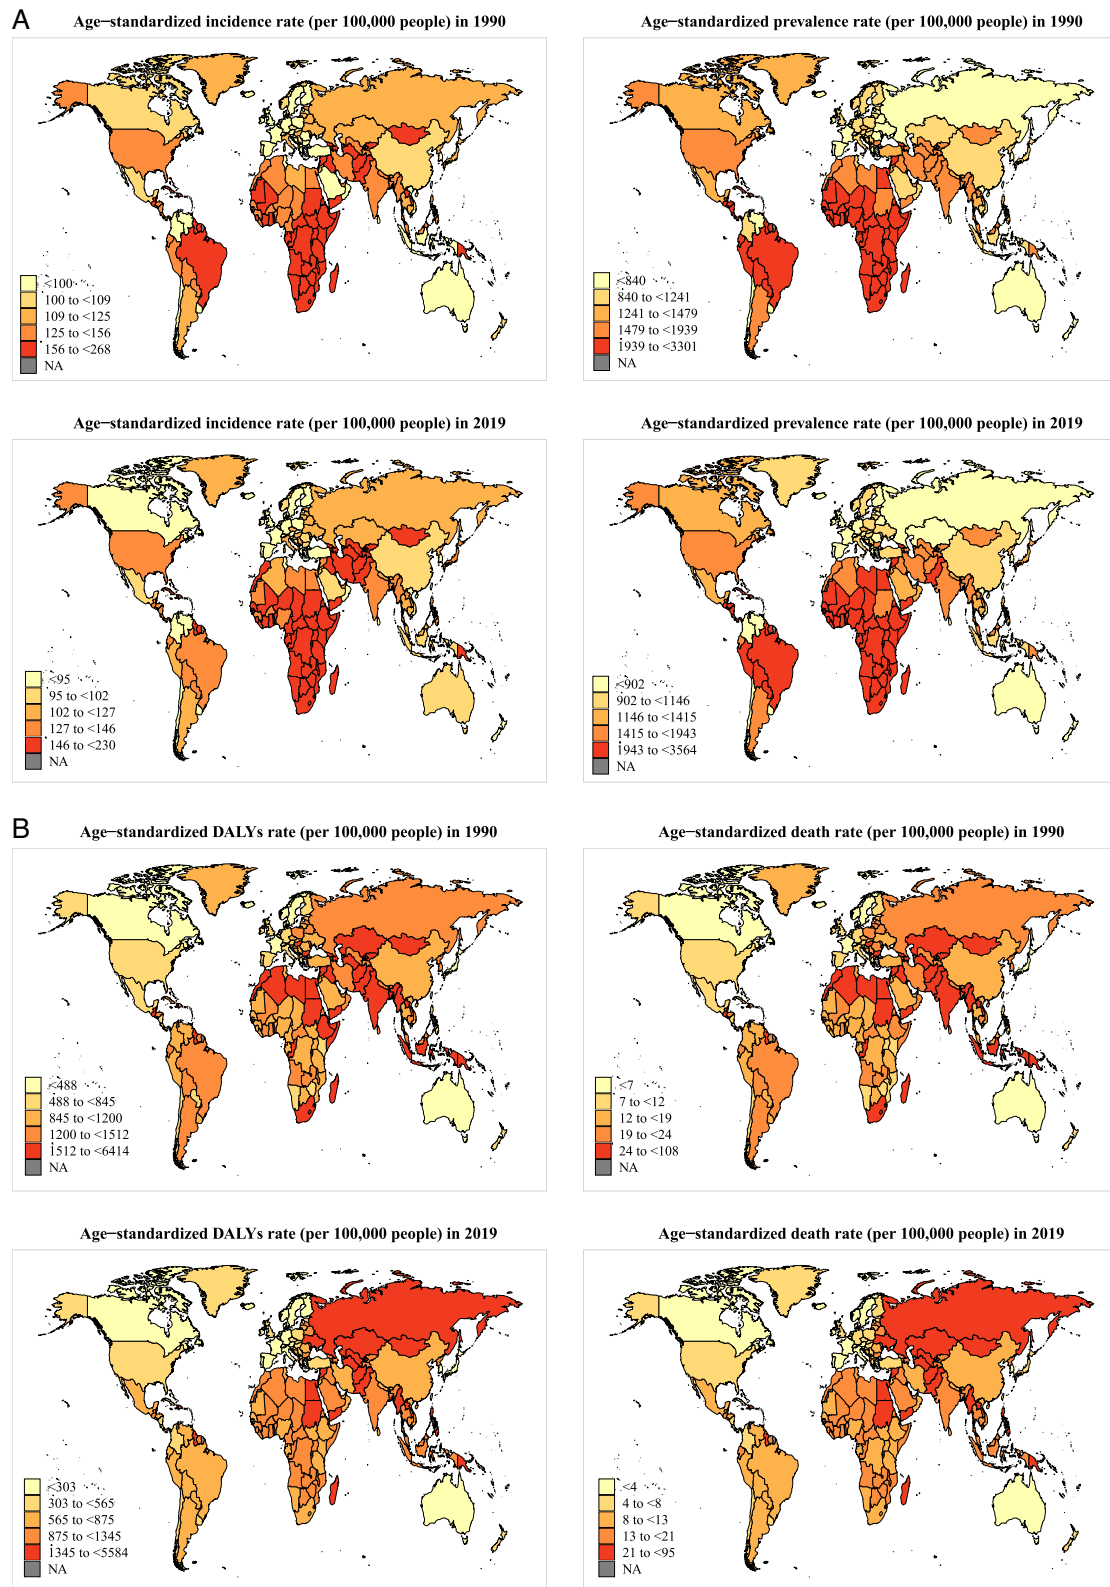 A
Age−standardized incidence rate (per 100,000 people) in 1990
<100
100 to <109
109 to <125
125 to <156
156 to <268
NA
Age−standardized prevalence rate (per 100,000 people) in 1990
<840
840 to <1241
1241 to <1479
1479 to <1939
1939 to <3301
NA
Age−standardized incidence rate (per 100,000 people) in 2019
<95
95 to <102
102 to <127
127 to <146
146 to <230
NA
Age−standardized prevalence rate (per 100,000 people) in 2019
<902
902 to <1146
1146 to <1415
1415 to <1943
1943 to <3564
NA
B
Age−standardized DALYs rate (per 100,000 people) in 1990
<488
488 to <845
845 to <1200
1200 to <1512
1512 to <6414
NA
Age−standardized death rate (per 100,000 people) in 1990
<7
7 to <12
12 to <19
19 to <24
24 to <108
NA
Age−standardized DALYs rate (per 100,000 people) in 2019
<303
303 to <565
565 to <875
875 to <1345
1345 to <5584
NA
Age−standardized death rate (per 100,000 people) in 2019
<4
4 to <8
8 to <13
13 to <21
21 to <95
NA